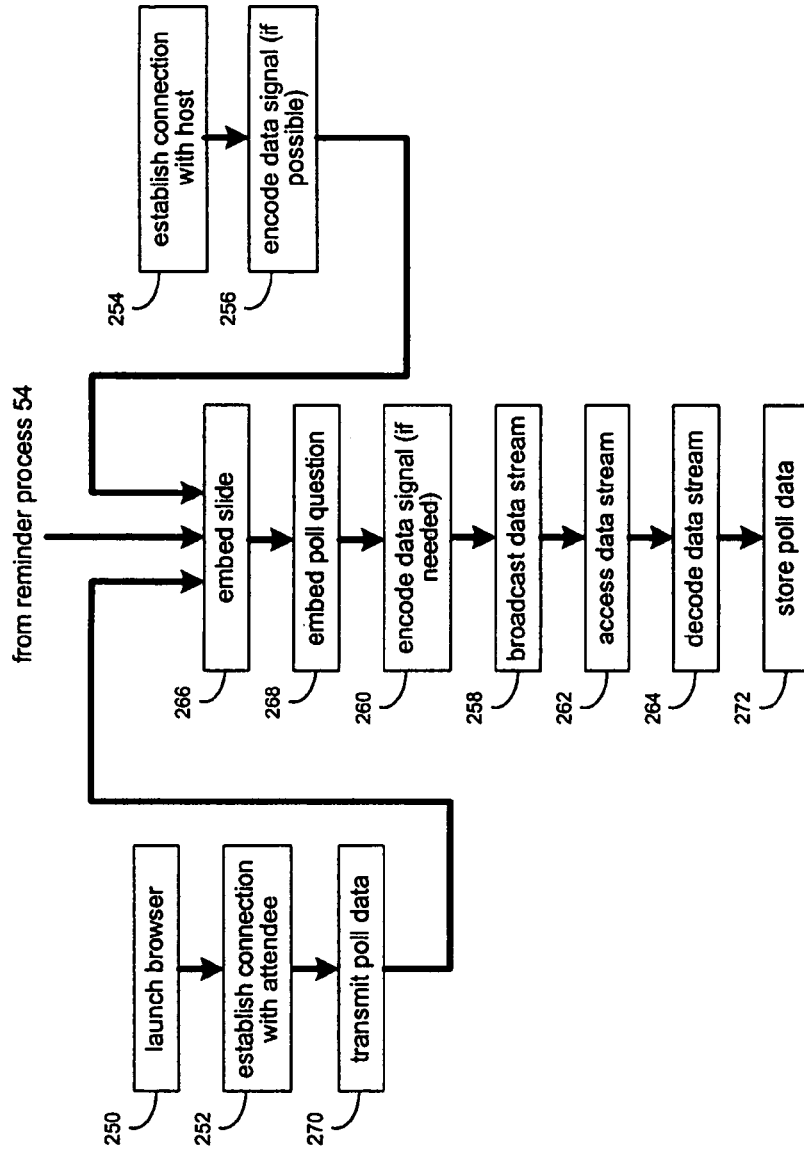 from reminder process 54
250
launch browser
252
establish connection
with attendee
270
transmit poll data
266
embed slide
268
embed poll question
260
encode data signal (if
needed)
258
broadcast data stream
262
access data stream
264
decode data stream
272
store poll data
254
establish connection
with host
256
encode data signal (if
possible)